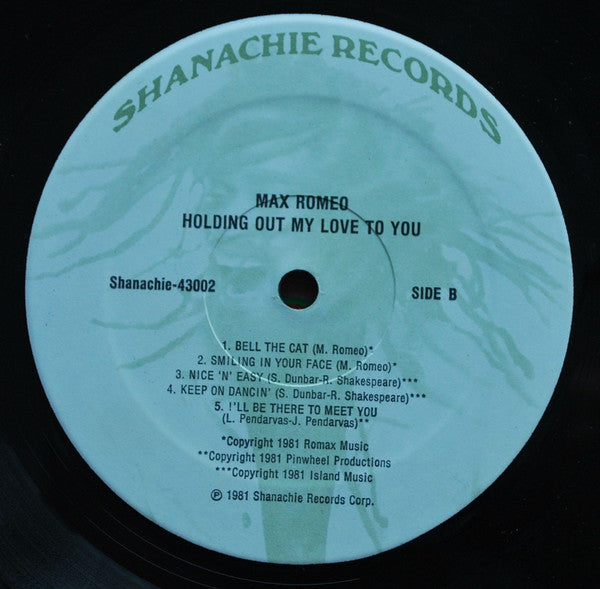 SHANACHIE RECORDS
MAX ROMEO
HOLDING OUT MY LOVE TO YOU
Shanachie-43002
SIDE B
1. BELL THE CAT (M. Romeo)*
2. SMILING IN YOUR FACE (M. Romeo)*
3. NICE 'N' EASY (S. Dunbar-R. Shakespeare)***
4. KEEP ON DANCIN' (S. Dunbar-R. Shakespeare)***
5. I'LL BE THERE TO MEET YOU
(L. Pendarvas-J. Pendarvas)**
*Copyright 1981 Romax Music
**Copyright 1981 Pinwheel Productions
***Copyright 1981 Island Music
℗ 1981 Shanachie Records Corp.